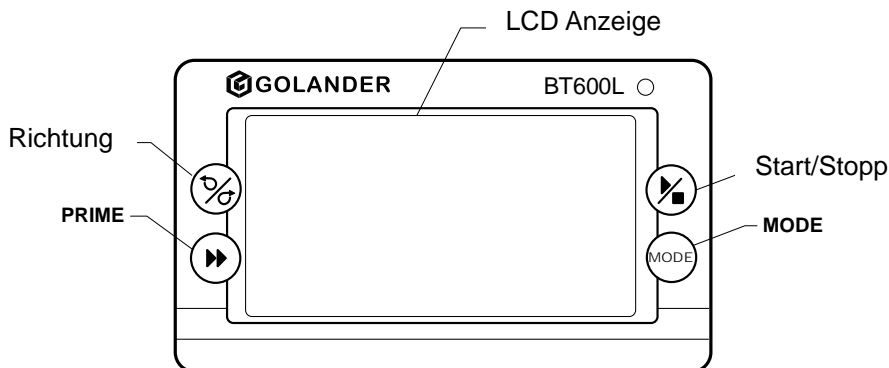 LCD Anzeige
GOLANDER BT600L
Richtung
Start/Stopp
PRIME
MODE
MODE